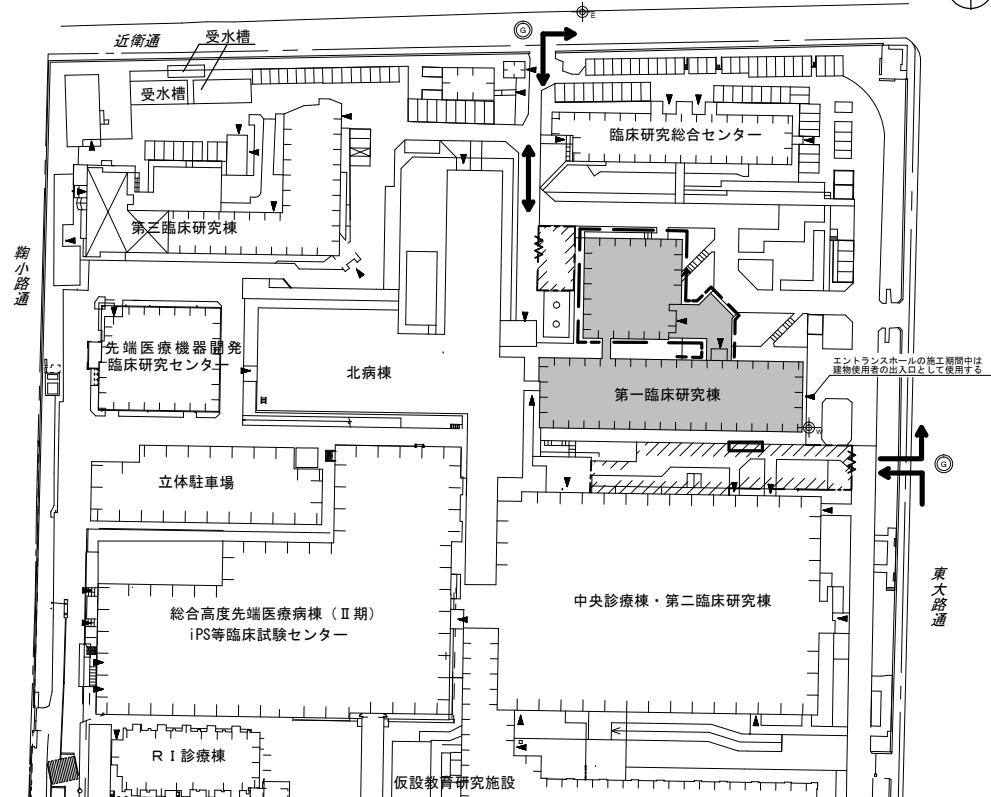 近衛通
受水槽
受水槽
G
E
臨床研究総合センター
第三臨床研究棟
鞠小路通
先端医療機器開発
臨床研究センター
北病棟
エントランスホールの施工期間中は
建物使用者の出入口として使用する
第一臨床研究棟
W
G
立体駐車場
東大路通
中央診療棟・第二臨床研究棟
総合高度先端医療病棟（Ⅱ期）
iPS等臨床試験センター
ＲＩ診療棟
仮設教育研究施設